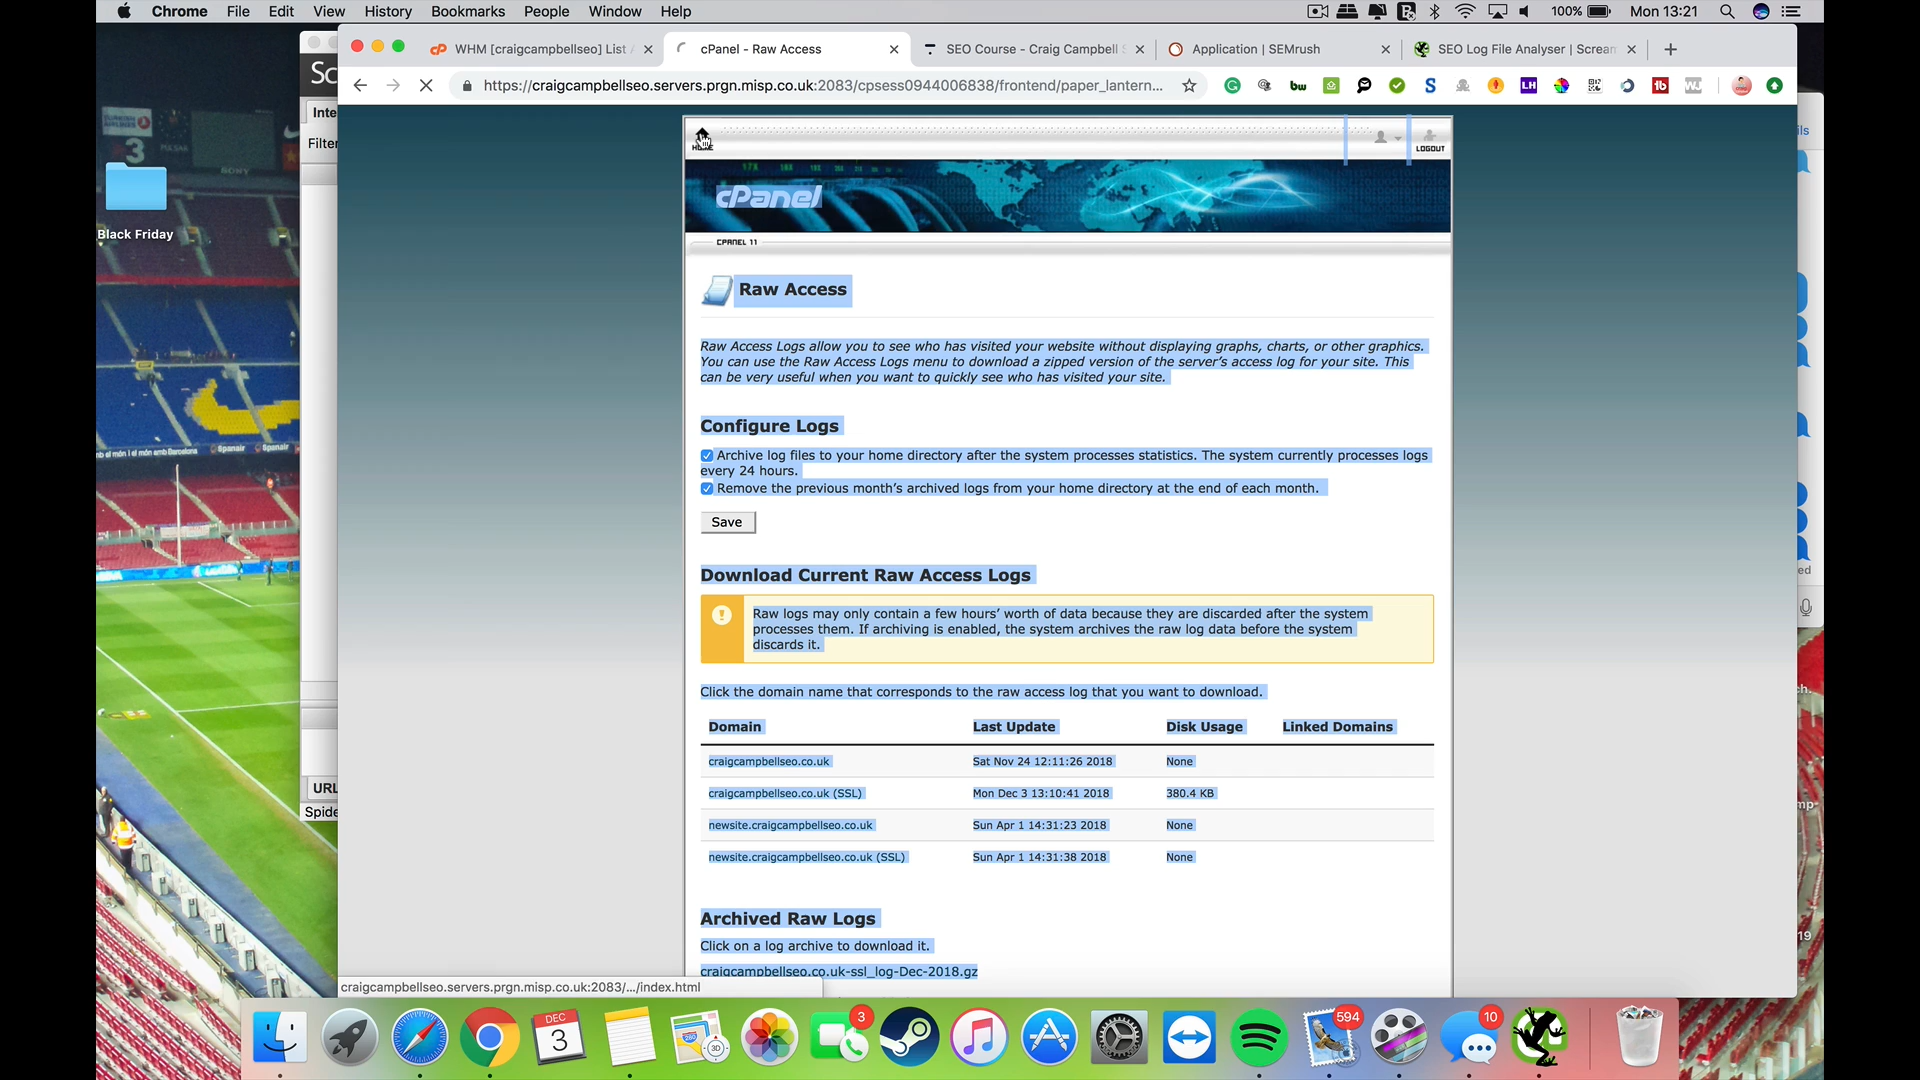 Chrome File Edit View History Bookmarks People Window Help
100% Mon 13:21
WHM [craigcampbellseo] List
cPanel - Raw Access
SEO Course - Craig Campbell
Application | SEMrush
SEO Log File Analyser | Scream
https://craigcampbellseo.servers.prgn.misp.co.uk:2083/cpsess0944006838/frontend/paper_lantern...
HOME
LOGOUT
cPanel
CPANEL 11
Raw Access
Raw Access Logs allow you to see who has visited your website without displaying graphs, charts, or other graphics.
You can use the Raw Access Logs menu to download a zipped version of the server's access log for your site. This
can be very useful when you want to quickly see who has visited your site.
Configure Logs
Archive log files to your home directory after the system processes statistics. The system currently processes logs
every 24 hours.
Remove the previous month's archived logs from your home directory at the end of each month.
Save
Download Current Raw Access Logs
Raw logs may only contain a few hours' worth of data because they are discarded after the system
processes them. If archiving is enabled, the system archives the raw log data before the system
discards it.
Click the domain name that corresponds to the raw access log that you want to download.
Domain Last Update Disk Usage Linked Domains
craigcampbellseo.co.uk Sat Nov 24 12:11:26 2018 None
craigcampbellseo.co.uk (SSL) Mon Dec 3 13:10:41 2018 380.4 KB
newsite.craigcampbellseo.co.uk Sun Apr 1 14:31:23 2018 None
newsite.craigcampbellseo.co.uk (SSL) Sun Apr 1 14:31:38 2018 None
Archived Raw Logs
Click on a log archive to download it.
craigcampbellseo.co.uk-ssl_log-Dec-2018.gz
craigcampbellseo.servers.prgn.misp.co.uk:2083/.../index.html
Black Friday
Sc
Inte
Filter
URL
Spide
DEC
3
3
594
10